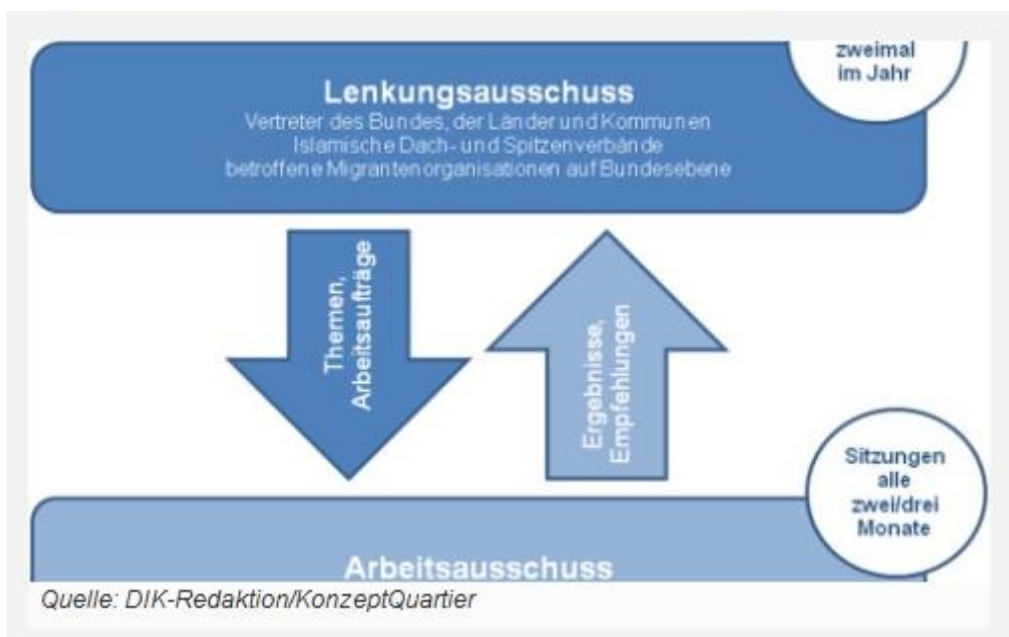 zweimal
im Jahr
Lenkungsausschuss
Vertreter des Bundes, der Länder und Kommunen
Islamische Dach- und Spitzenverbände
betroffene Migrantenorganisationen auf Bundesebene
Themen,
Arbeitsaufträge
Ergebnisse,
Empfehlungen
Sitzungen
alle
zwei/drei
Monate
Arbeitsausschuss
Quelle: DIK-Redaktion/KonzeptQuartier